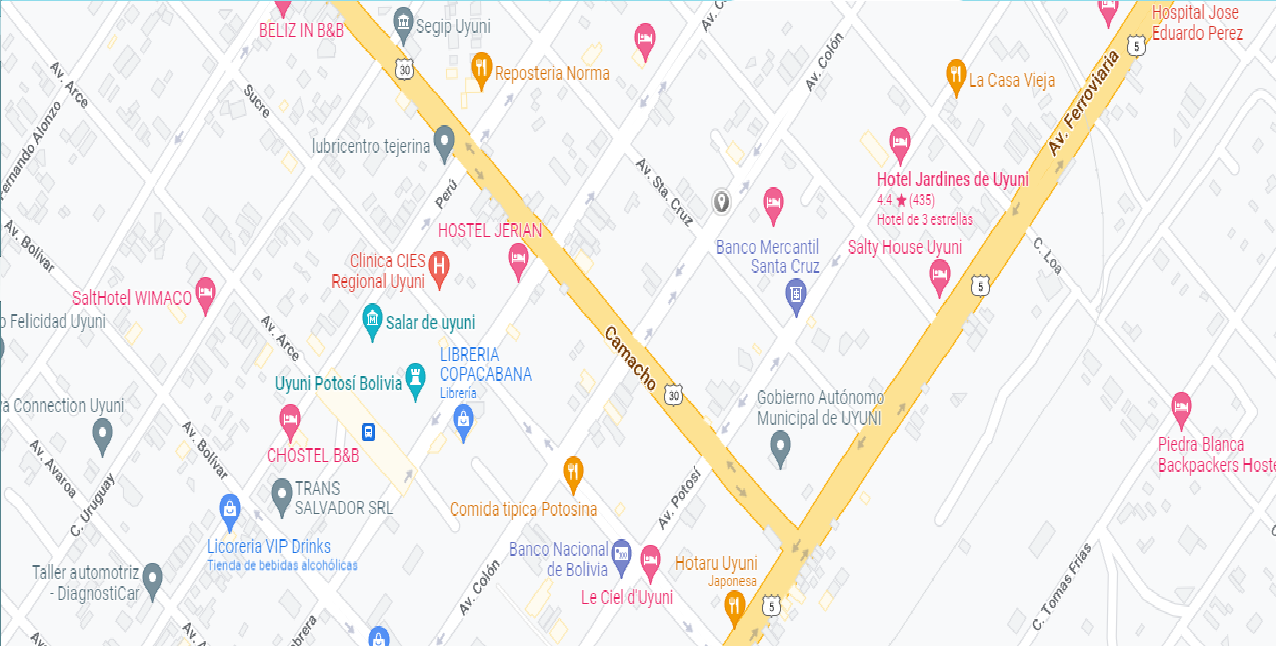 BELIZ IN B&B
Segip Uyuni
30
Av. C
Hospital Jose
Eduardo Perez
5
Av. Arce
Reposteria Norma
Av. Colón
La Casa Vieja
Av. Ferroviaria
Sucre
ernando Alonzo
lubricentro tejerina
Perú
Av. Sta. Cruz
Hotel Jardines de Uyuni
4.4 ★ (435)
Hotel de 3 estrellas
Av. Bolivar
HOSTEL JERIAN
Banco Mercantil
Santa Cruz
Salty House Uyuni
C. Loa
Clinica CIES
Regional Uyuni
SaltHotel WIMACO
5
o Felicidad Uyuni
Av. Arce
Salar de uyuni
Camacho
LIBRERIA
COPACABANA
Librería
Uyuni Potosí Bolivia
30
ra Connection Uyuni
Gobierno Autónomo
Municipal de UYUNI
Av. Bolivar
CHOSTEL B&B
Piedra Blanca
Backpackers Hoste
Av. Avaroa
C. Uruguay
TRANS
SALVADOR SRL
Comida tipica Potosina
Av. Potosí
Licoreria VIP Drinks
Tienda de bebidas alcohólicas
Banco Nacional
de Bolivia
Hotaru Uyuni
Japonesa
Taller automotriz
- DiagnostiCar
Av. Colón
Le Ciel d'Uyuni
5
C. Tomas Frías
Av. A
brera